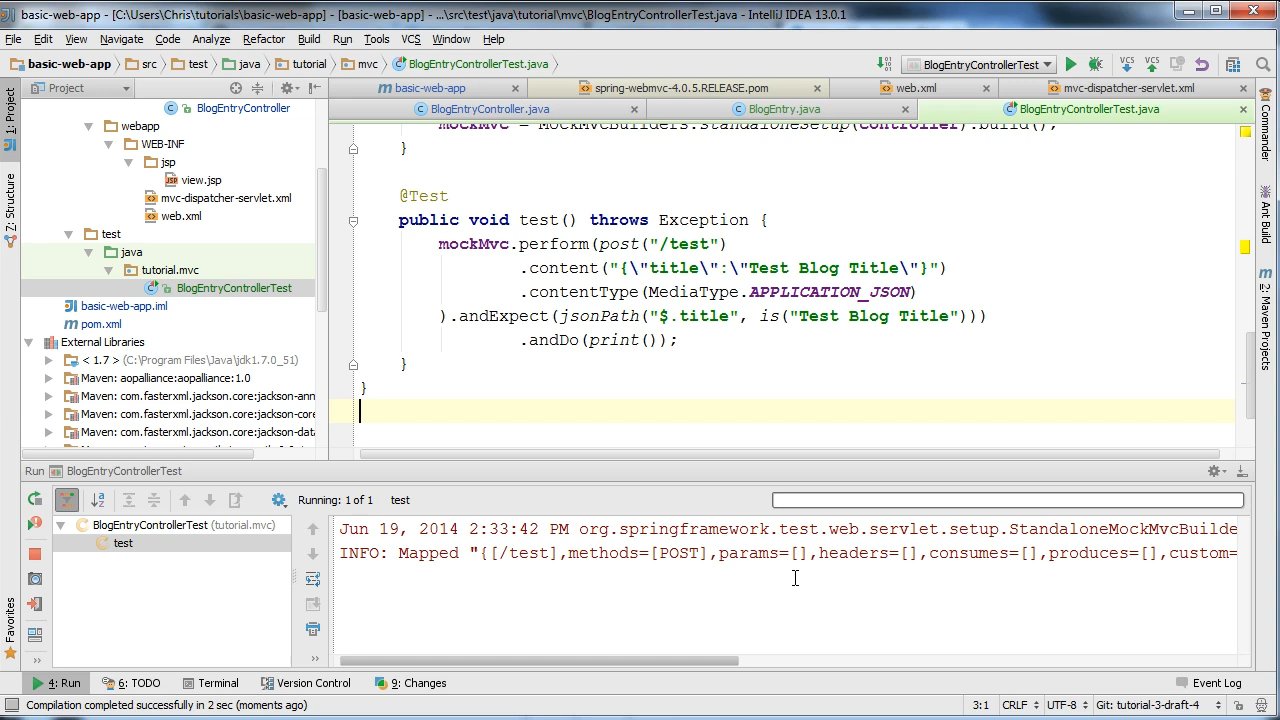 basic-web-app - [C:\Users\Chris\tutorials\basic-web-app] - [basic-web-app] - ...\src\test\java\tutorial\mvc\BlogEntryControllerTest.java - IntelliJ IDEA 13.0.1
File Edit View Navigate Code Analyze Refactor Build Run Tools VCS Window Help
basic-web-app src test java tutorial mvc BlogEntryControllerTest.java BlogEntryControllerTest VCS VCS
Project basic-web-app spring-webmvc-4.0.5.RELEASE.pom web.xml mvc-dispatcher-servlet.xml
BlogEntryController.java BlogEntry.java BlogEntryControllerTest.java
1: Project
Z: Structure
Favorites
BlogEntryController
webapp
WEB-INF
jsp
view.jsp
mvc-dispatcher-servlet.xml
web.xml
test
java
tutorial.mvc
BlogEntryControllerTest
basic-web-app.iml
pom.xml
External Libraries
< 1.7 > (C:\Program Files\Java\jdk1.7.0_51)
Maven: aopalliance:aopalliance:1.0
Maven: com.fasterxml.jackson.core:jackson-ann
Maven: com.fasterxml.jackson.core:jackson-core
Maven: com.fasterxml.jackson.core:jackson-data
mockMvc = MockMvcBuilders.standaloneSetup(controller).build();
}
@Test
public void test() throws Exception {
mockMvc.perform(post("/test")
.content("{\"title\":\"Test Blog Title\"}")
.contentType(MediaType.APPLICATION_JSON)
).andExpect(jsonPath("$.title", is("Test Blog Title")))
.andDo(print());
}
}
Commander
Ant Build
Maven Projects
Run BlogEntryControllerTest
Running: 1 of 1 test
BlogEntryControllerTest (tutorial.mvc)
test
Jun 19, 2014 2:33:42 PM org.springframework.test.web.servlet.setup.StandaloneMockMvcBuilde
INFO: Mapped "{[/test],methods=[POST],params=[],headers=[],consumes=[],produces=[],custom=
4: Run 6: TODO Terminal Version Control 9: Changes Event Log
Compilation completed successfully in 2 sec (moments ago) 3:1 CRLF UTF-8 Git: tutorial-3-draft-4